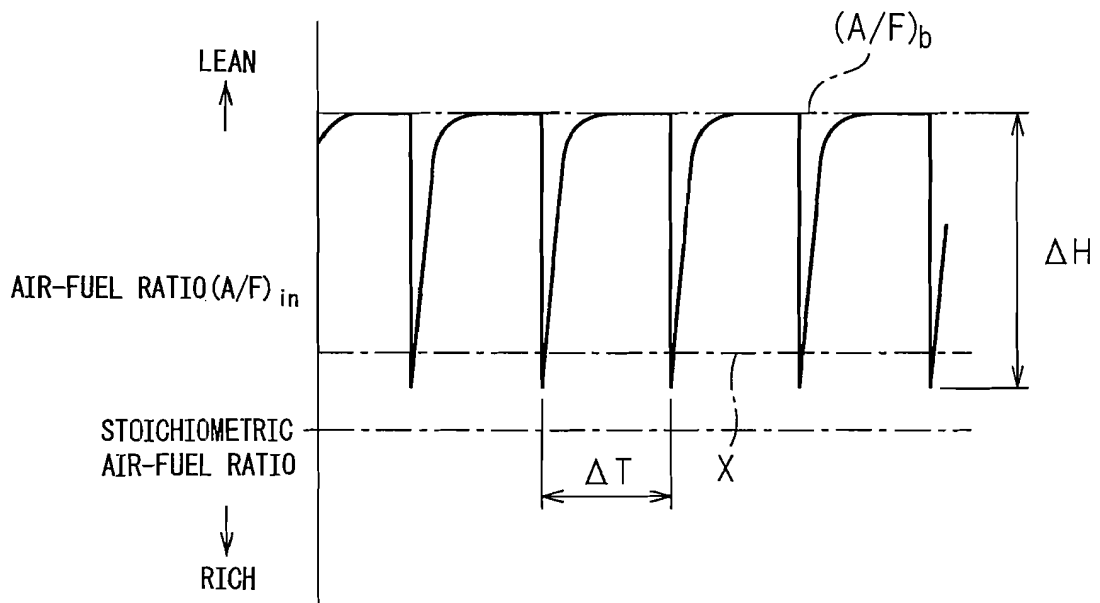 (A/F)b
LEAN
ΔH
AIR-FUEL RATIO(A/F)in
X
STOICHIOMETRIC
AIR-FUEL RATIO
ΔT
RICH